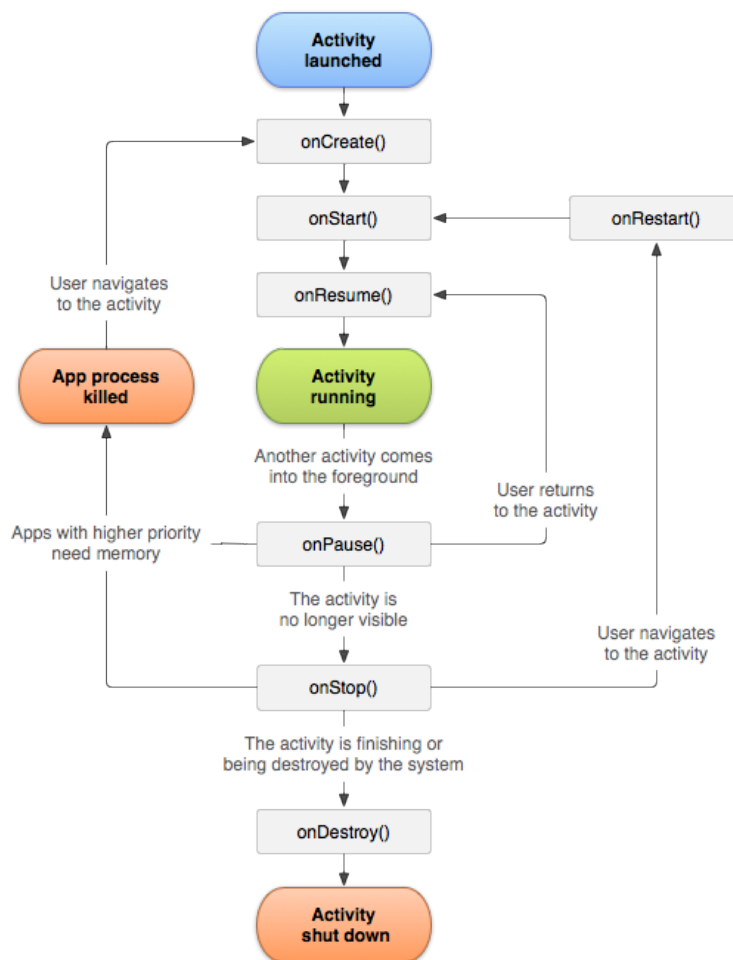 Activity
launched
onCreate()
onStart()
onRestart()
User navigates
to the activity
onResume()
App process
killed
Activity
running
Another activity comes
into the foreground
User returns
to the activity
Apps with higher priority
need memory
onPause()
The activity is
no longer visible
User navigates
to the activity
onStop()
The activity is finishing or
being destroyed by the system
onDestroy()
Activity
shut down